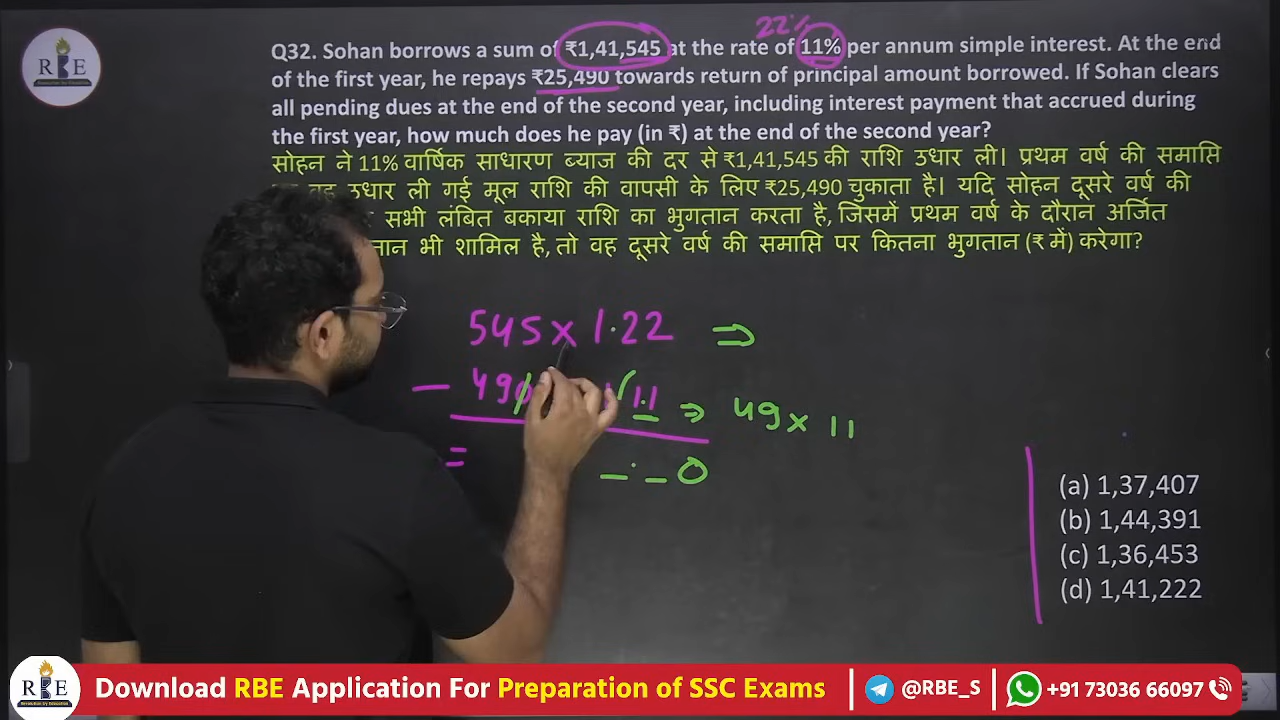 22%
Q32. Sohan borrows a sum of ₹1,41,545 at the rate of 11% per annum simple interest. At the end
of the first year, he repays ₹25,490 towards return of principal amount borrowed. If Sohan clears
all pending dues at the end of the second year, including interest payment that accrued during
the first year, how much does he pay (in ₹) at the end of the second year?
सोहन ने 11% वार्षिक साधारण ब्याज की दर से ₹1,41,545 की राशि उधार ली। प्रथम वर्ष की समाप्ति
वह उधार ली गई मूल राशि की वापसी के लिए ₹25,490 चुकाता है। यदि सोहन दूसरे वर्ष की
सभी लंबित बकाया राशि का भुगतान करता है, जिसमें प्रथम वर्ष के दौरान अर्जित
भी शामिल है, तो वह दूसरे वर्ष की समाप्ति पर कितना भुगतान (₹ में) करेगा?
545 x 1.22 ⇒
- 490 1.11 ⇒ 49 x 11
= 0
(a) 1,37,407
(b) 1,44,391
(c) 1,36,453
(d) 1,41,222
RBE
RBE
Download RBE Application For Preparation of SSC Exams
@RBE_S
+91 73036 66097